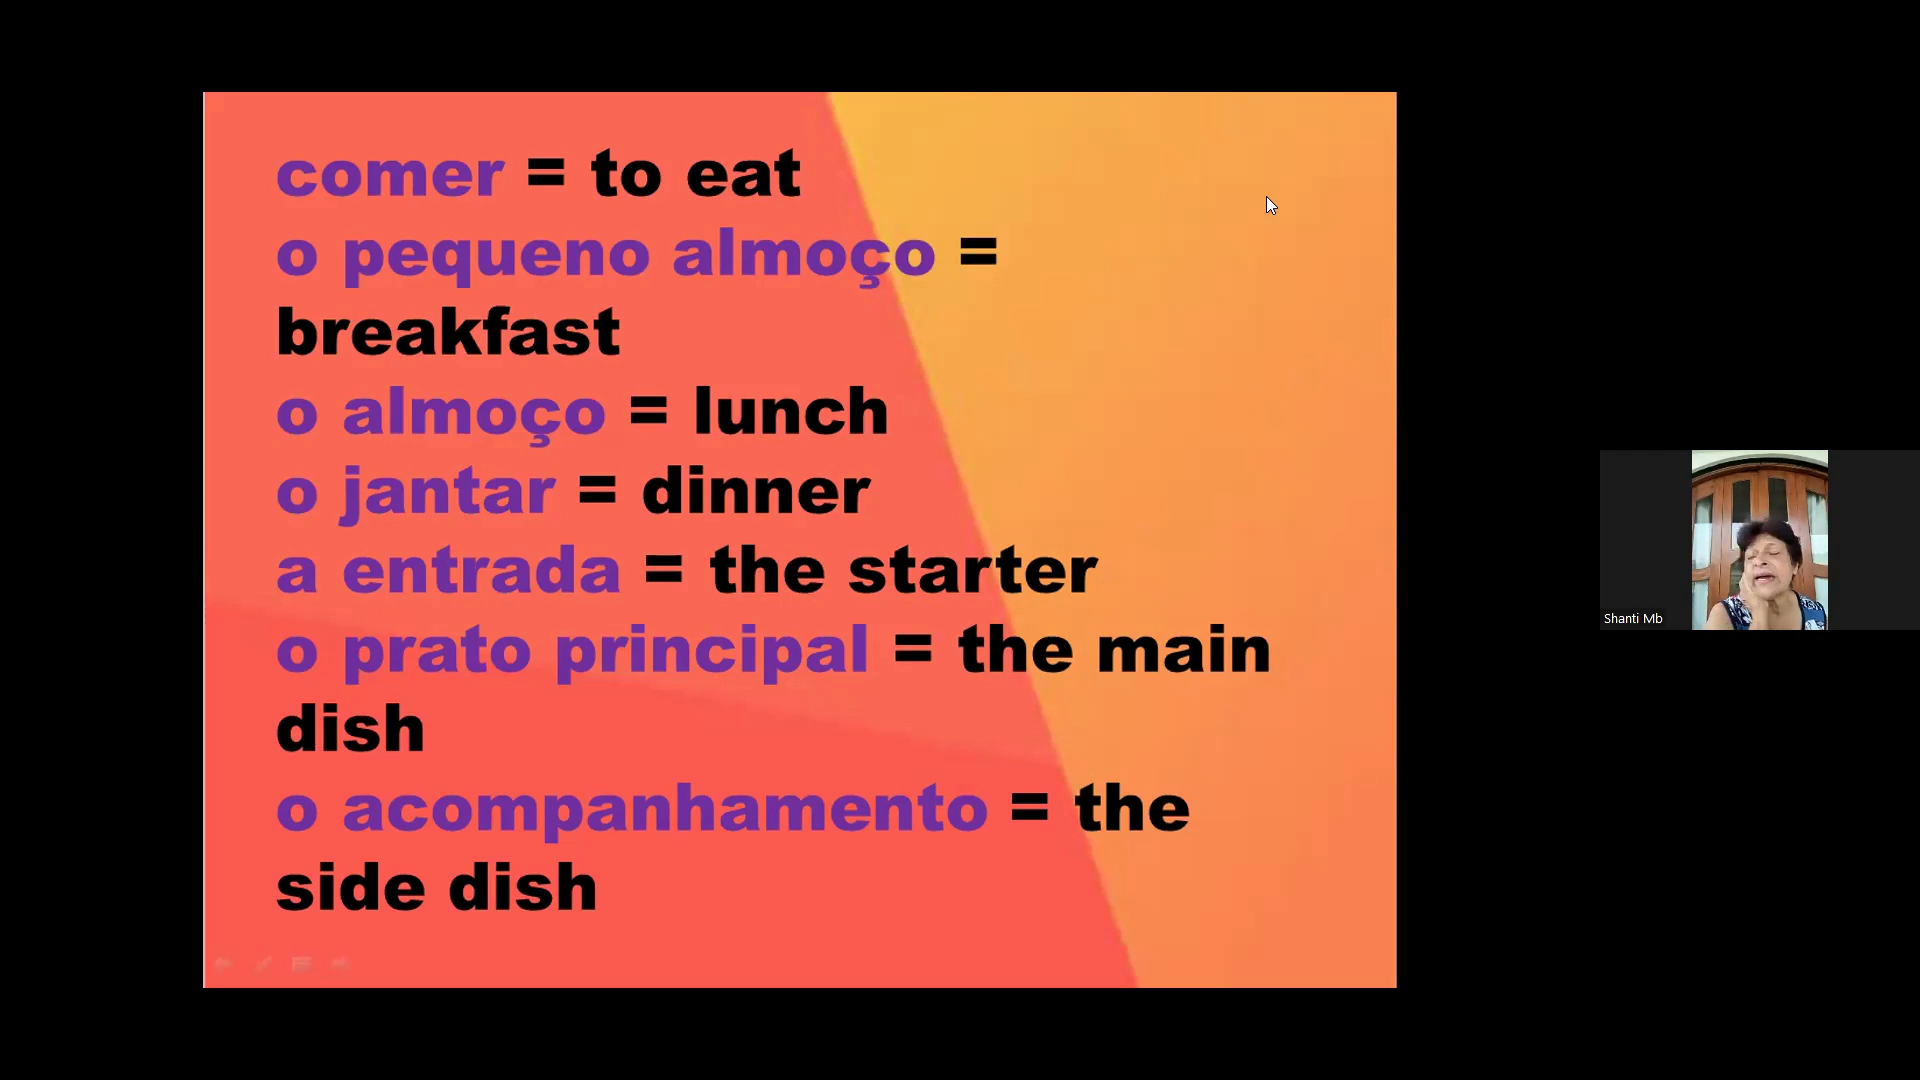 comer = to eat
o pequeno almoço =
breakfast
o almoço = lunch
o jantar = dinner
a entrada = the starter
o prato principal = the main
dish
o acompanhamento = the
side dish
Shanti Mb